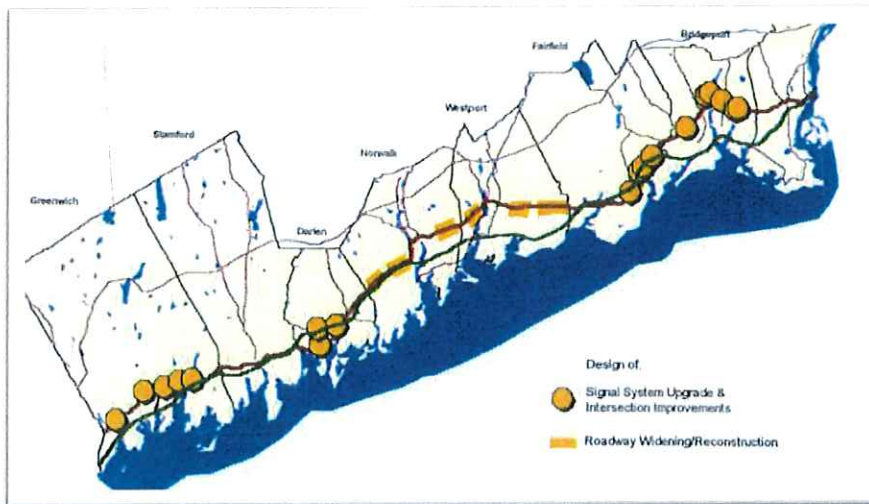 Bridgeport
Fairfield
Westport
Stamford
Norwalk
Greenwich
Darien
Design of:
Signal System Upgrade &
Intersection Improvements
Roadway Widening/Reconstruction